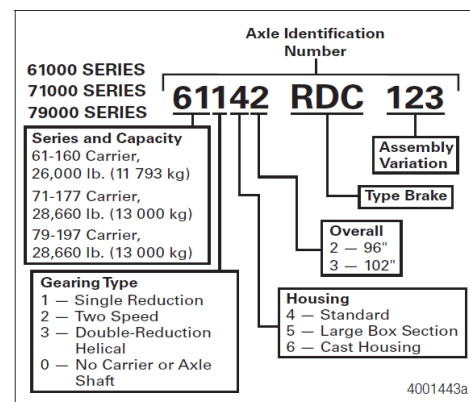 Axle Identification
Number
61000 SERIES
71000 SERIES
79000 SERIES
61142 RDC 123
Series and Capacity
61-160 Carrier,
26,000 lb. (11 793 kg)
71-177 Carrier,
28,660 lb. (13 000 kg)
79-197 Carrier,
28,660 lb. (13 000 kg)
Assembly
Variation
Type Brake
Overall
2 — 96"
3 — 102"
Gearing Type
1 — Single Reduction
2 — Two Speed
3 — Double-Reduction
Helical
0 — No Carrier or Axle
Shaft
Housing
4 — Standard
5 — Large Box Section
6 — Cast Housing
4001443a